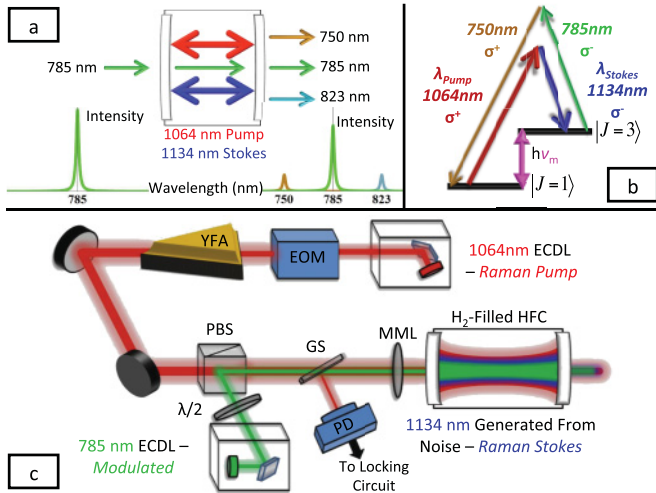 a
785 nm
750 nm
785 nm
823 nm
1064 nm Pump
1134 nm Stokes
Intensity
Intensity
Wavelength (nm)
785
750
785
823
750nm
σ+
785nm
σ-
λPump
1064nm
σ+
λStokes
1134nm
σ-
|J = 3⟩
hνm
|J = 1⟩
b
YFA
EOM
1064nm ECDL
– Raman Pump
PBS
GS
MML
H2-Filled HFC
λ/2
PD
785 nm ECDL –
Modulated
To Locking
Circuit
1134 nm Generated From
Noise – Raman Stokes
c